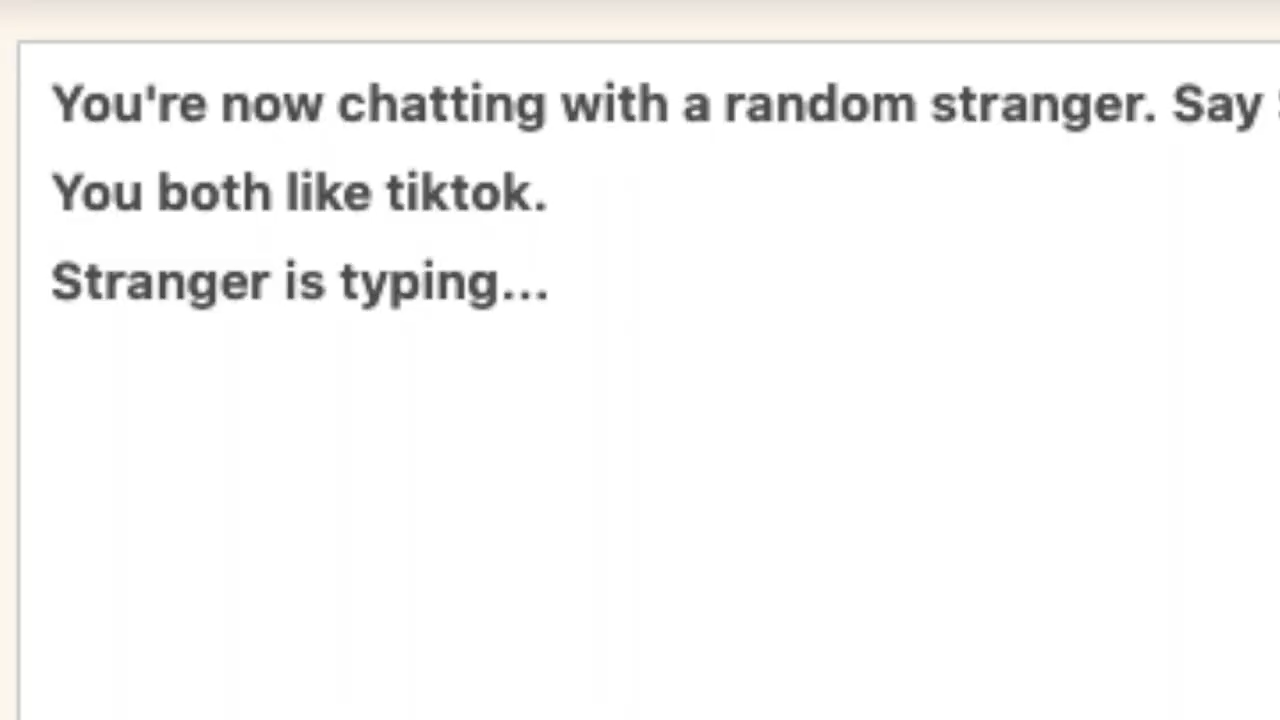 You're now chatting with a random stranger. Say
You both like tiktok.
Stranger is typing...